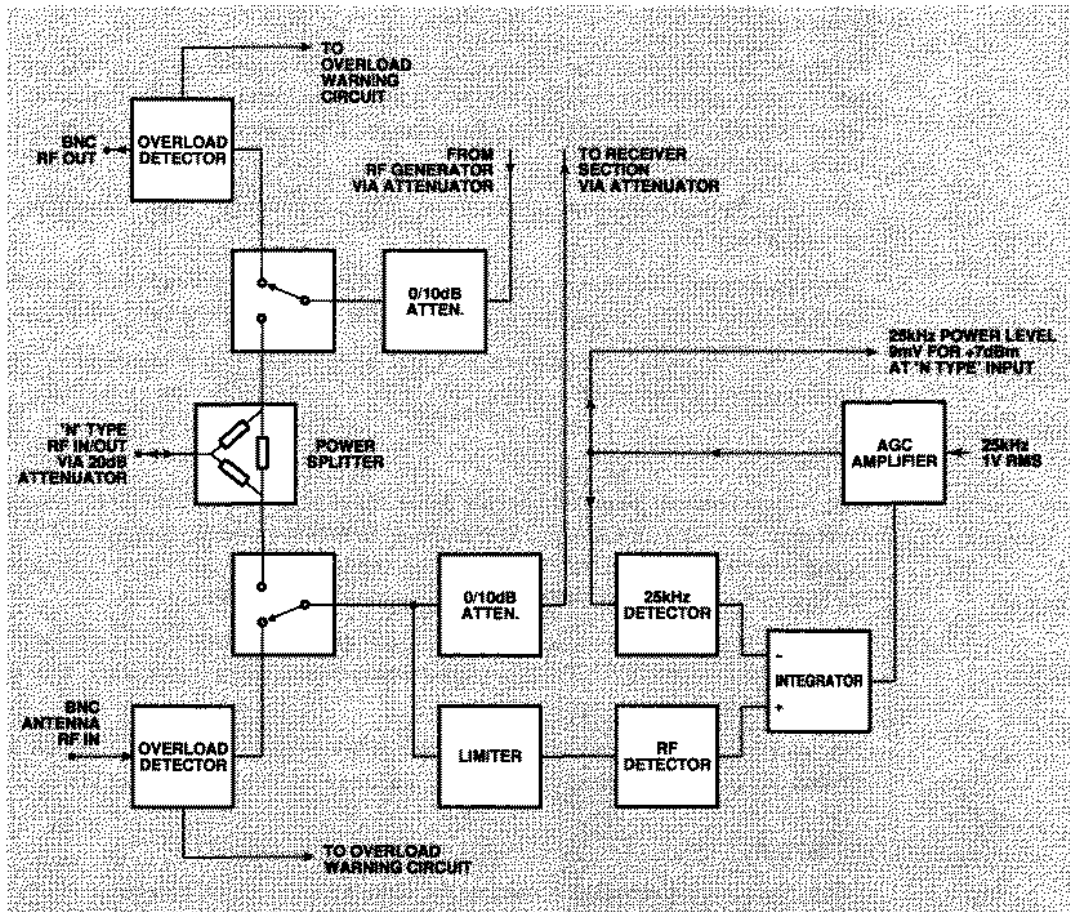 TO
OVERLOAD
WARNING
CIRCUIT
BNC
RF OUT
OVERLOAD
DETECTOR
FROM
RF GENERATOR
VIA ATTENUATOR
TO RECEIVER
SECTION
VIA ATTENUATOR
0/10dB
ATTEN.
25kHz POWER LEVEL
9mV FOR +7dBm
AT 'N TYPE' INPUT
'N' TYPE
RF IN/OUT
VIA 20dB
ATTENUATOR
POWER
SPLITTER
AGC
AMPLIFIER
25kHz
1V RMS
0/10dB
ATTEN.
25kHz
DETECTOR
-
INTEGRATOR
+
BNC
ANTENNA
RF IN
OVERLOAD
DETECTOR
LIMITER
RF
DETECTOR
TO OVERLOAD
WARNING CIRCUIT